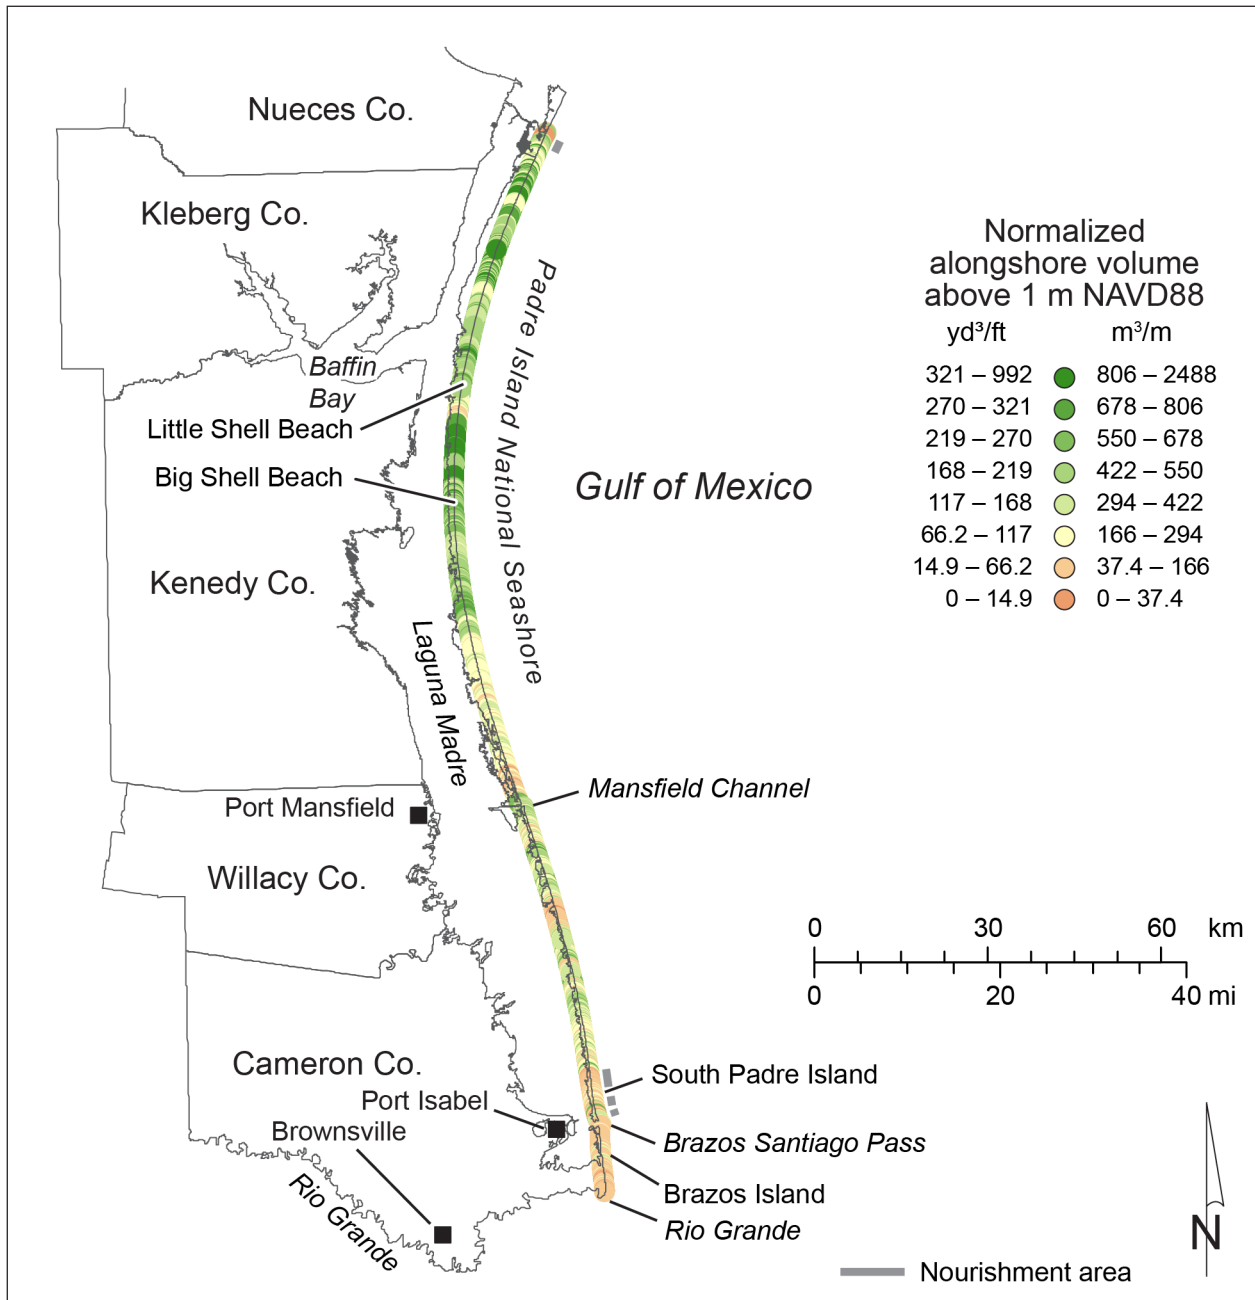 Nueces Co.
Kleberg Co.
Baffin
Bay
Little Shell Beach
Big Shell Beach
Padre Island National Seashore
Gulf of Mexico
Kenedy Co.
Laguna Madre
Mansfield Channel
Port Mansfield
Willacy Co.
Cameron Co.
Port Isabel
Brownsville
Rio Grande
South Padre Island
Brazos Santiago Pass
Brazos Island
Rio Grande
Normalized
alongshore volume
above 1 m NAVD88
yd³/ft m³/m
321 – 992 806 – 2488
270 – 321 678 – 806
219 – 270 550 – 678
168 – 219 422 – 550
117 – 168 294 – 422
66.2 – 117 166 – 294
14.9 – 66.2 37.4 – 166
0 – 14.9 0 – 37.4
0 30 60 km
0 20 40 mi
N
Nourishment area